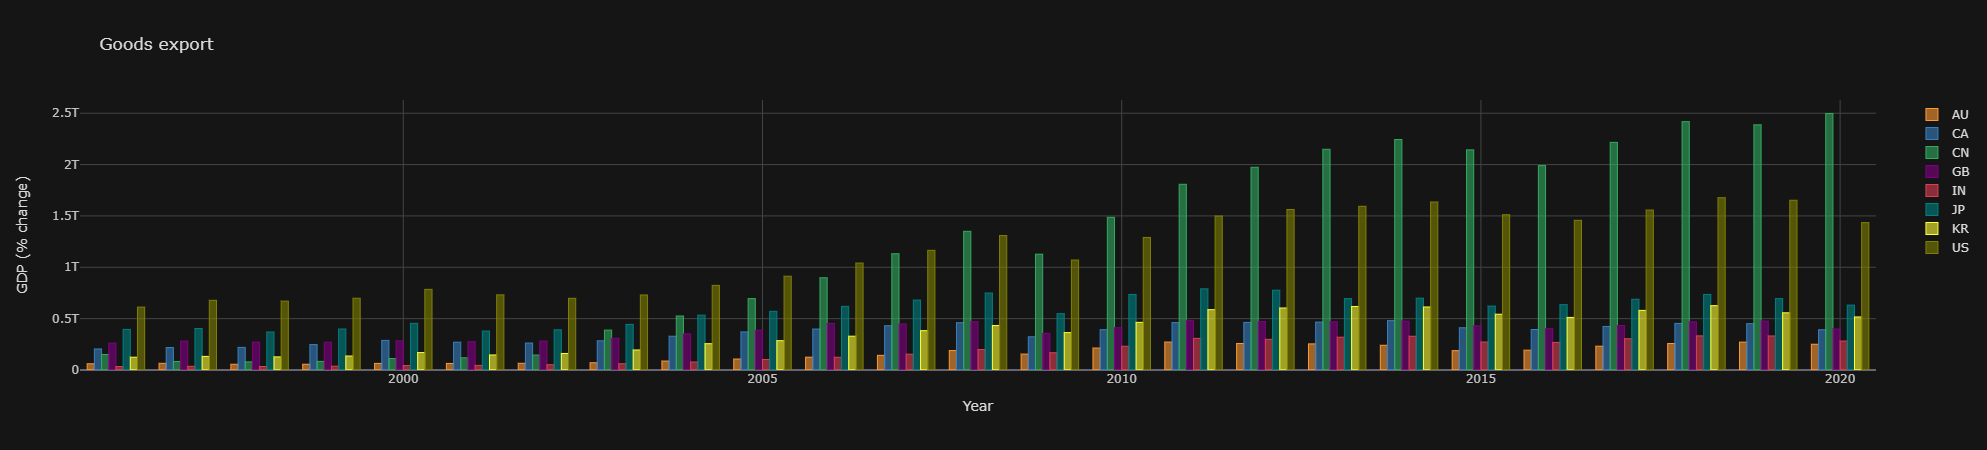 Goods export
GDP (% change)
2.5T
2T
1.5T
1T
0.5T
0
2000
2005
2010
2015
2020
Year
AU
CA
CN
GB
IN
JP
KR
US